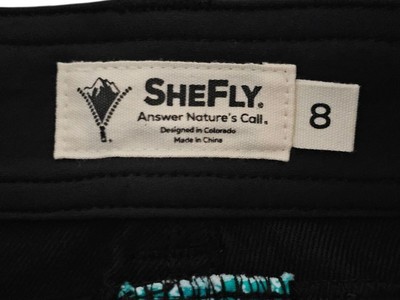 SHEFLY®
Answer Nature's Call®
Designed in Colorado
Made in China
8